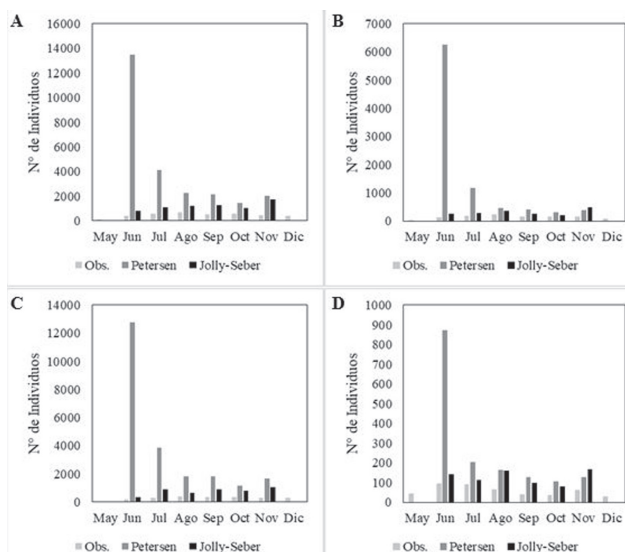 A
N° de Individuos
16000
14000
12000
10000
8000
6000
4000
2000
0
May Jun Jul Ago Sep Oct Nov Dic
Obs. Petersen Jolly-Seber
B
N° de Individuos
7000
6000
5000
4000
3000
2000
1000
0
May Jun Jul Ago Sep Oct Nov Dic
Obs. Petersen Jolly-Seber
C
N° de Individuos
14000
12000
10000
8000
6000
4000
2000
0
May Jun Jul Ago Sep Oct Nov Dic
Obs. Petersen Jolly-Seber
D
N° de Individuos
1000
900
800
700
600
500
400
300
200
100
0
May Jun Jul Ago Sep Oct Nov Dic
Obs. Petersen Jolly-Seber